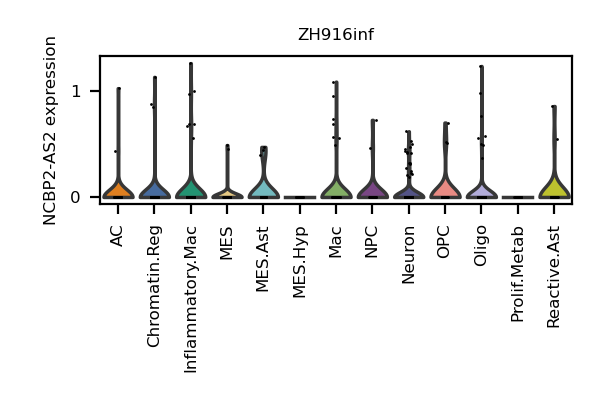 ZH916inf
NCBP2-AS2 expression
1
0
AC
Chromatin.Reg
Inflammatory.Mac
MES
MES.Ast
MES.Hyp
Mac
NPC
Neuron
OPC
Oligo
Prolif.Metab
Reactive.Ast